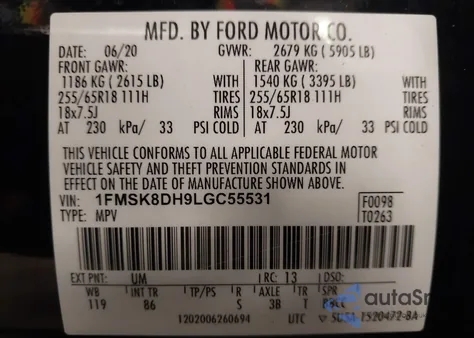 MFD. BY FORD MOTOR CO.
DATE: 06/20 GVWR: 2679 KG (5905 LB)
FRONT GAWR: REAR GAWR:
1186 KG (2615 LB) WITH 1540 KG (3395 LB) WITH
255/65R18 111H TIRES 255/65R18 111H TIRES
18x7.5J RIMS 18x7.5J RIMS
AT 230 kPa/ 33 PSI COLD AT 230 kPa/ 33 PSI COLD
THIS VEHICLE CONFORMS TO ALL APPLICABLE FEDERAL MOTOR
VEHICLE SAFETY AND THEFT PREVENTION STANDARDS IN
EFFECT ON THE DATE OF MANUFACTURE SHOWN ABOVE.
VIN: 1FMSK8DH9LGC55531 F0098
TYPE: MPV T0263
EXT PNT: UM RC: 13 DSO:
WB INT TR TP/PS R AXLE TR SPR
119 86 S 3B T
1202006260694 UTC